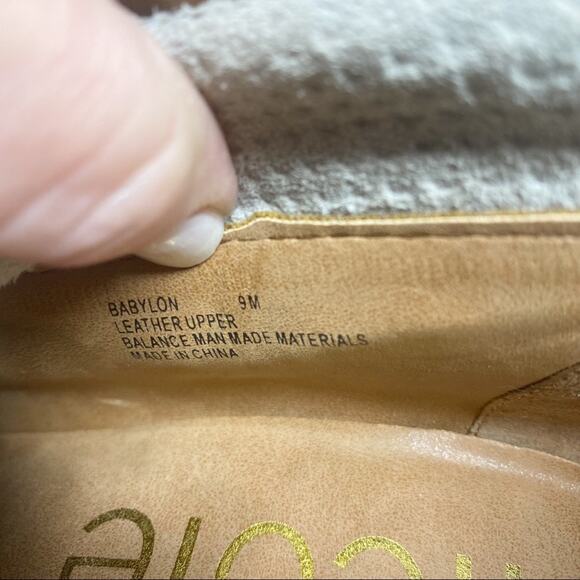 BABYLON 9M
LEATHER UPPER
BALANCE MAN MADE MATERIALS
MADE IN CHINA